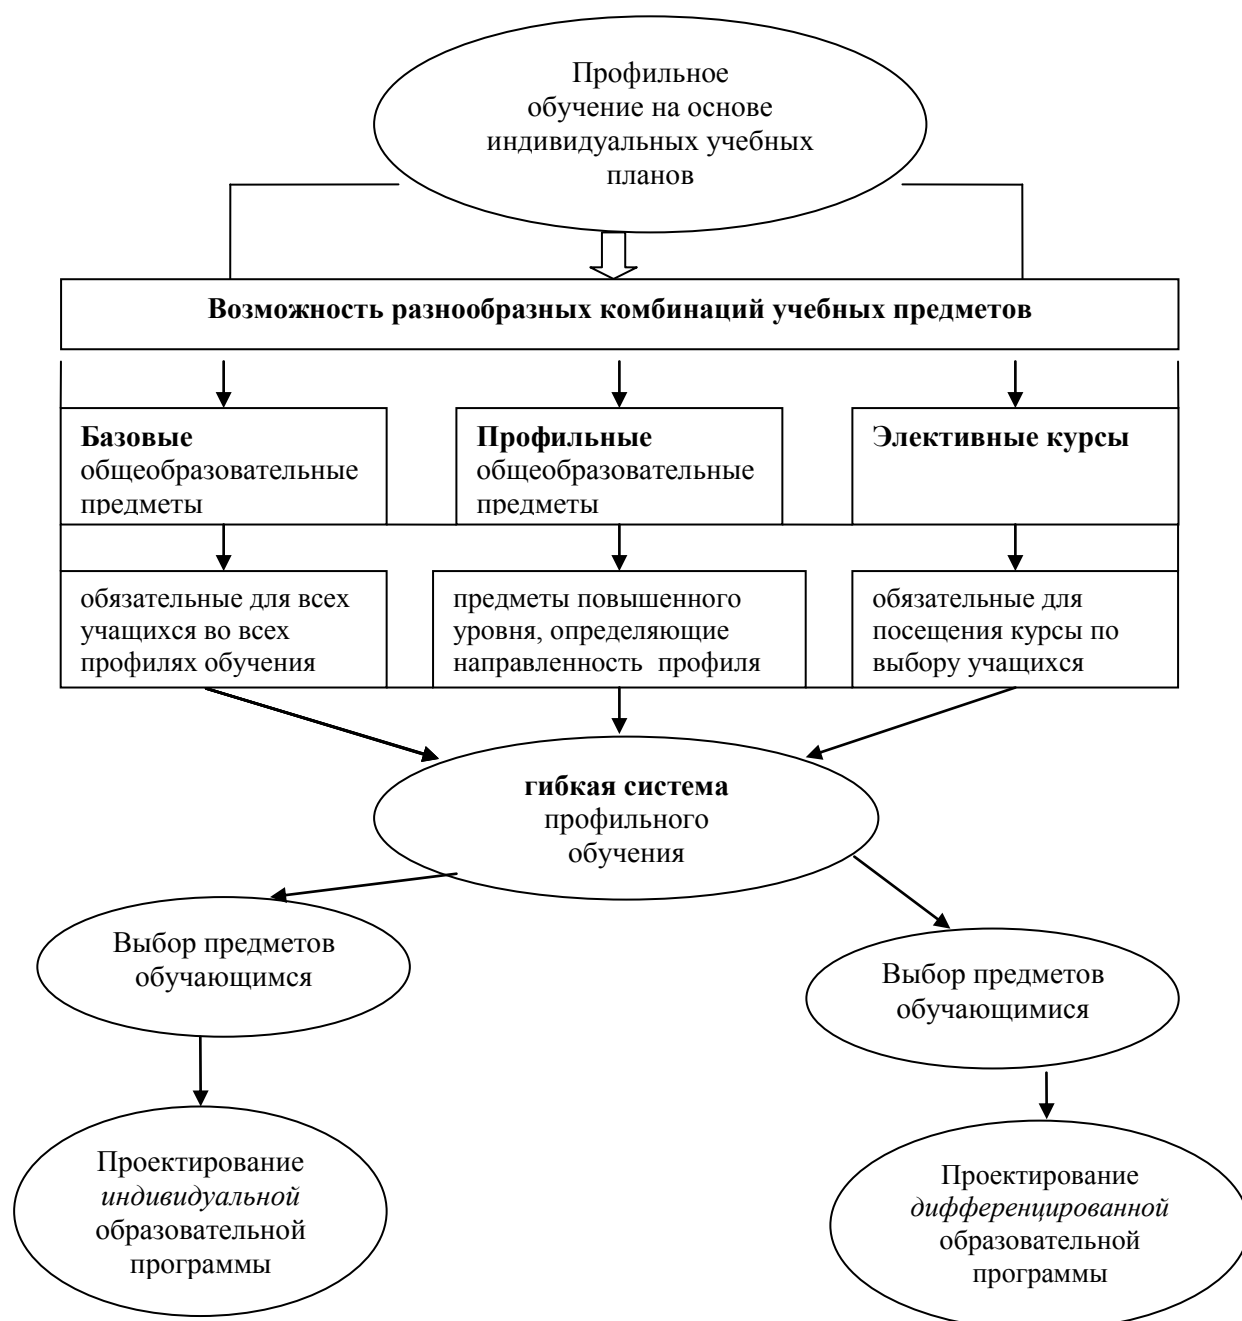 Профильное
обучение на основе
индивидуальных учебных
планов
Возможность разнообразных комбинаций учебных предметов
Базовые
общеобразовательные
предметы
Профильные
общеобразовательные
предметы
Элективные курсы
обязательные для всех
учащихся во всех
профилях обучения
предметы повышенного
уровня, определяющие
направленность профиля
обязательные для
посещения курсы по
выбору учащихся
гибкая система
профильного
обучения
Выбор предметов
обучающимся
Выбор предметов
обучающимися
Проектирование
индивидуальной
образовательной
программы
Проектирование
дифференцированной
образовательной
программы